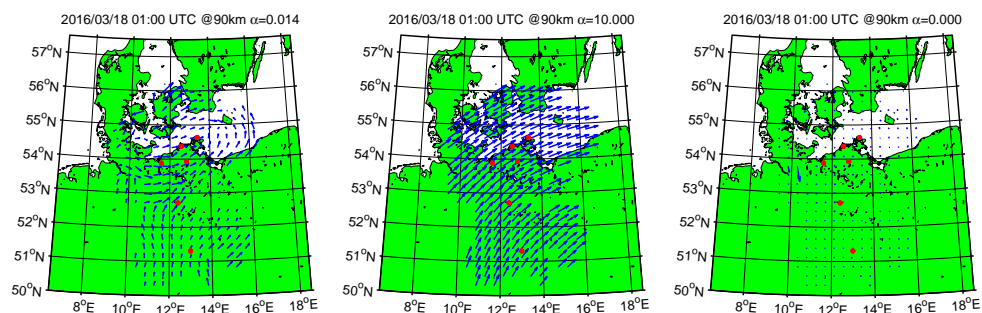 2016/03/18 01:00 UTC @90km α=0.014
57°N
56°N
55°N
54°N
53°N
52°N
51°N
50°N
8°E
10°E
12°E
14°E
16°E
18°E
2016/03/18 01:00 UTC @90km α=10.000
57°N
56°N
55°N
54°N
53°N
52°N
51°N
50°N
8°E
10°E
12°E
14°E
16°E
18°E
2016/03/18 01:00 UTC @90km α=0.000
57°N
56°N
55°N
54°N
53°N
52°N
51°N
50°N
8°E
10°E
12°E
14°E
16°E
18°E